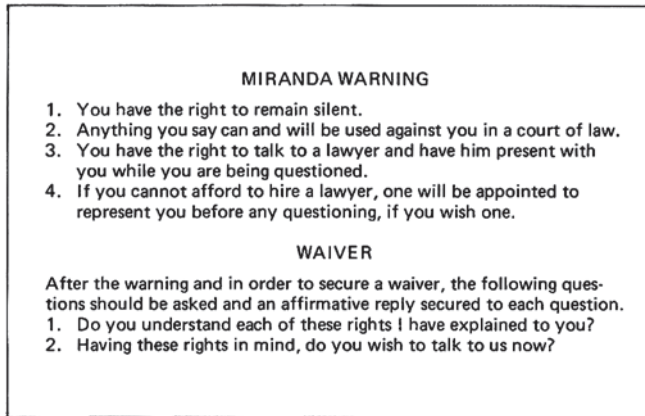 MIRANDA WARNING
1. You have the right to remain silent.
2. Anything you say can and will be used against you in a court of law.
3. You have the right to talk to a lawyer and have him present with
you while you are being questioned.
4. If you cannot afford to hire a lawyer, one will be appointed to
represent you before any questioning, if you wish one.
WAIVER
After the warning and in order to secure a waiver, the following ques-
tions should be asked and an affirmative reply secured to each question.
1. Do you understand each of these rights I have explained to you?
2. Having these rights in mind, do you wish to talk to us now?